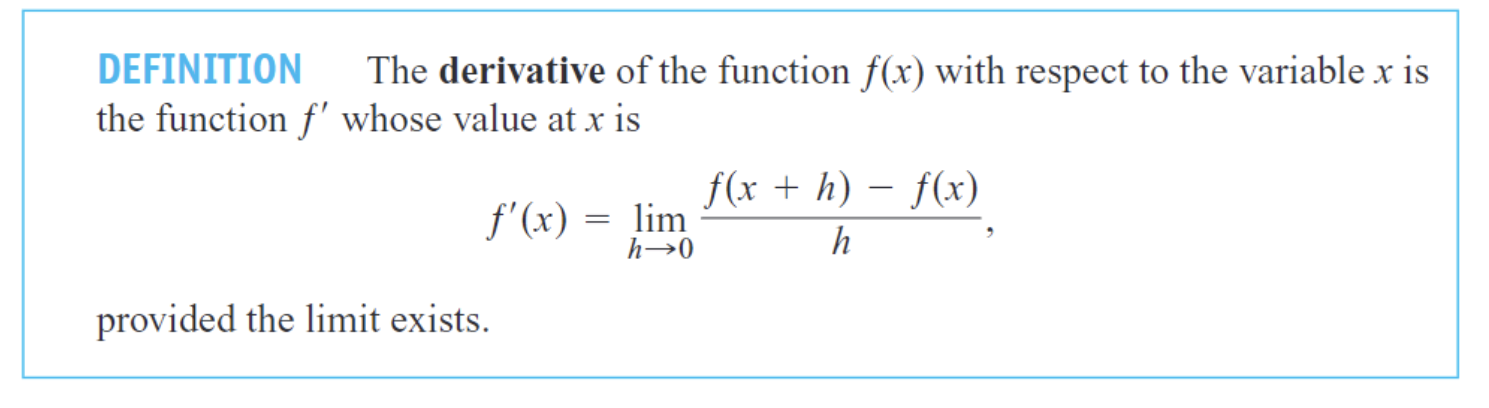 DEFINITION The derivative of the function f(x) with respect to the variable x is
the function f′ whose value at x is
f′(x) = lim_{h→0} \frac{f(x + h) − f(x)}{h},
provided the limit exists.